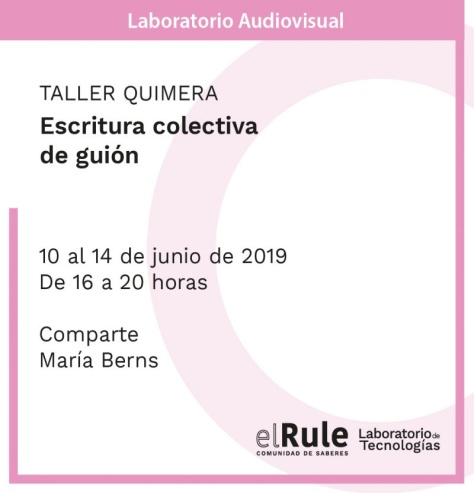 Laboratorio Audiovisual
TALLER QUIMERA
Escritura colectiva
de guión
10 al 14 de junio de 2019
De 16 a 20 horas
Comparte
María Berns
elRule
COMUNIDAD DE SABERES
Laboratorio de
Tecnologías